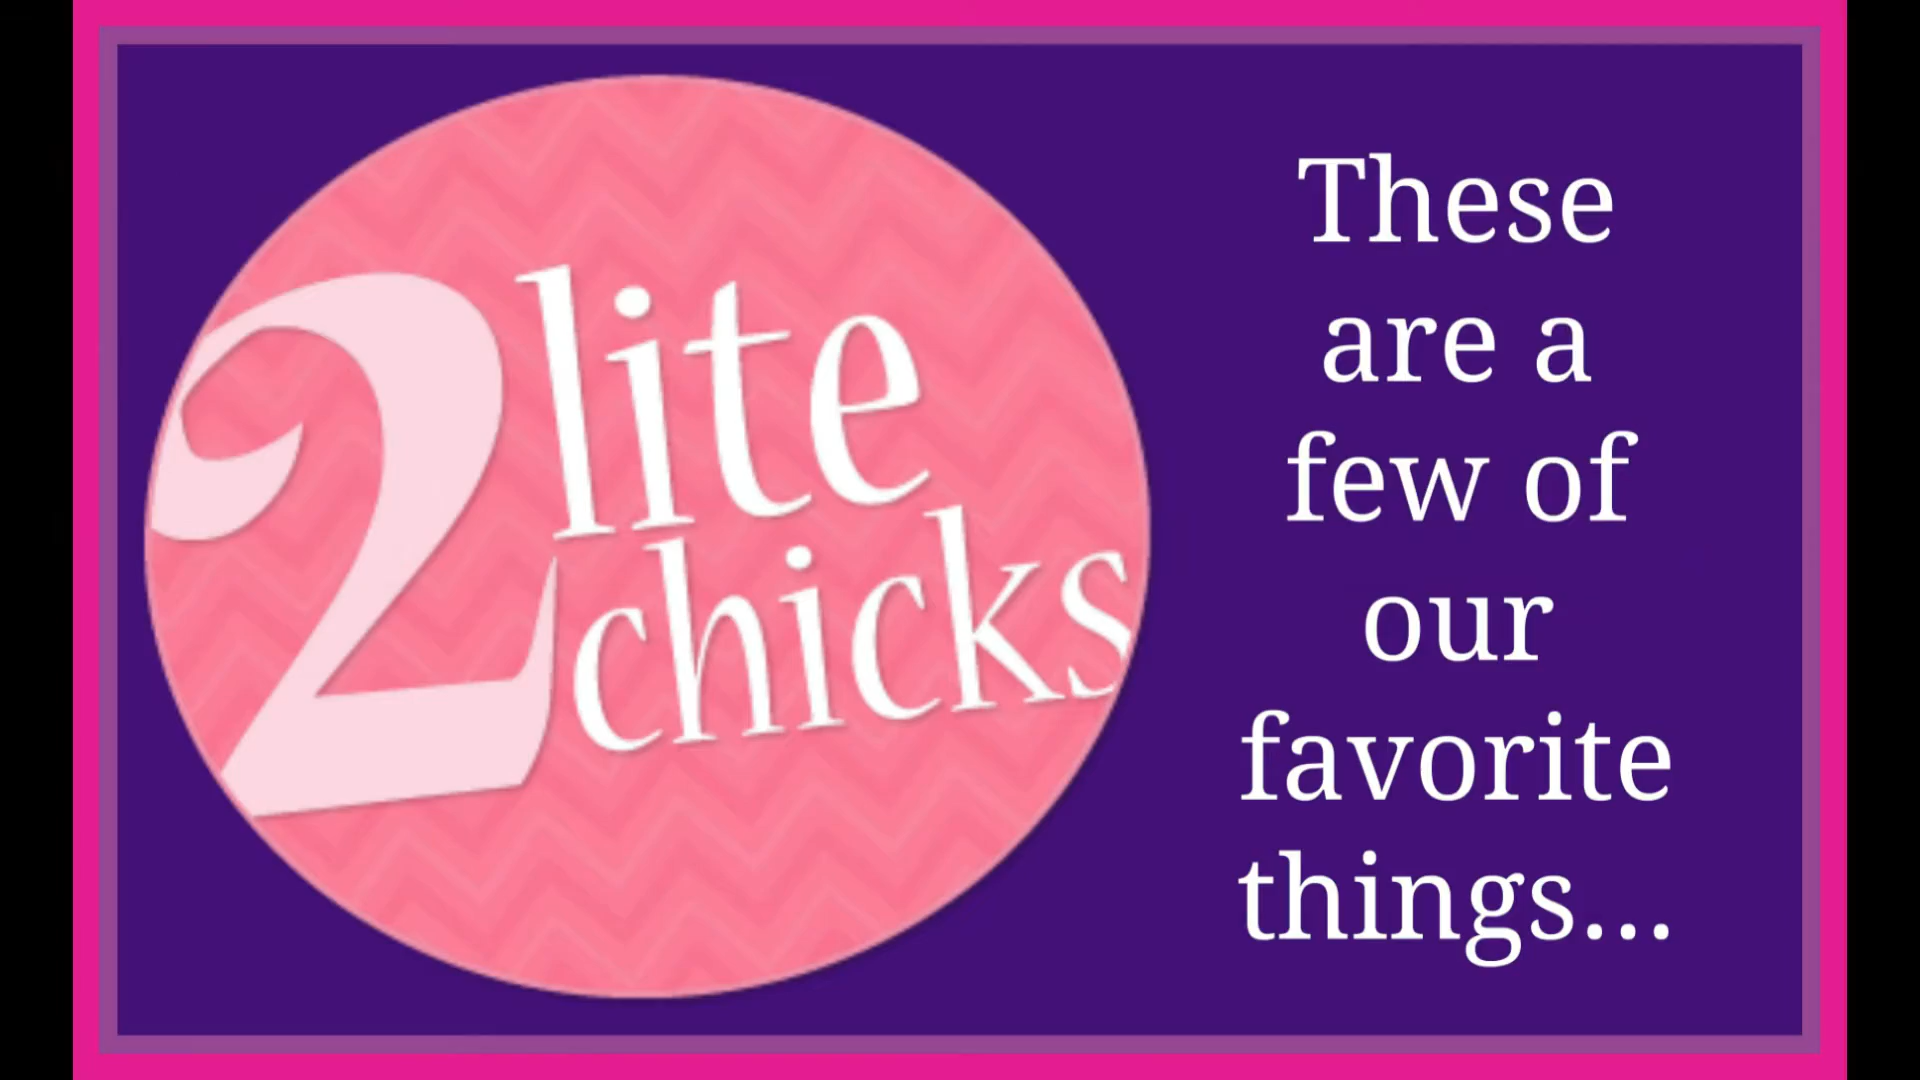 2 lite
chicks
These
are a
few of
our
favorite
things...